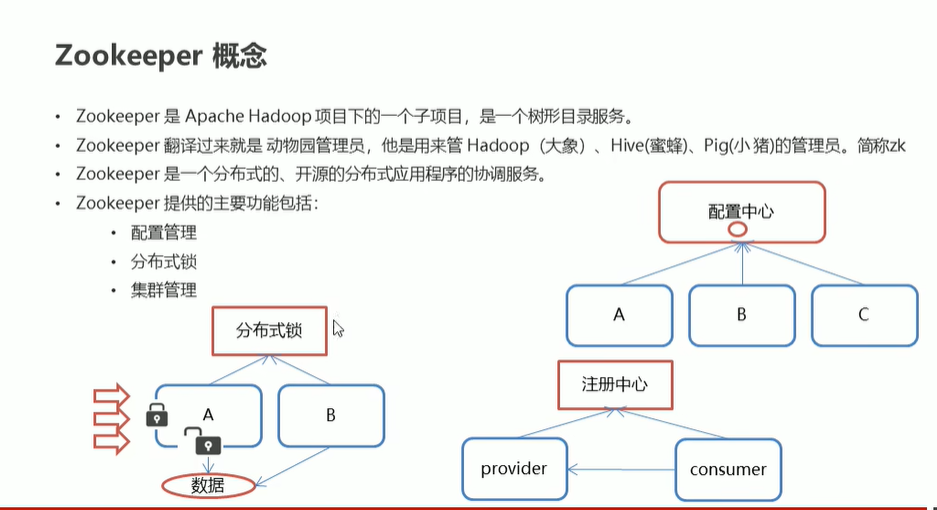 Zookeeper 概念
• Zookeeper 是 Apache Hadoop 项目下的一个子项目，是一个树形目录服务。
• Zookeeper 翻译过来就是 动物园管理员，他是用来管 Hadoop（大象）、Hive(蜜蜂)、Pig(小 猪)的管理员。简称zk
• Zookeeper 是一个分布式的、开源的分布式应用程序的协调服务。
• Zookeeper 提供的主要功能包括：
• 配置管理
• 分布式锁
• 集群管理
配置中心
A
B
C
分布式锁
A
B
数据
注册中心
provider
consumer